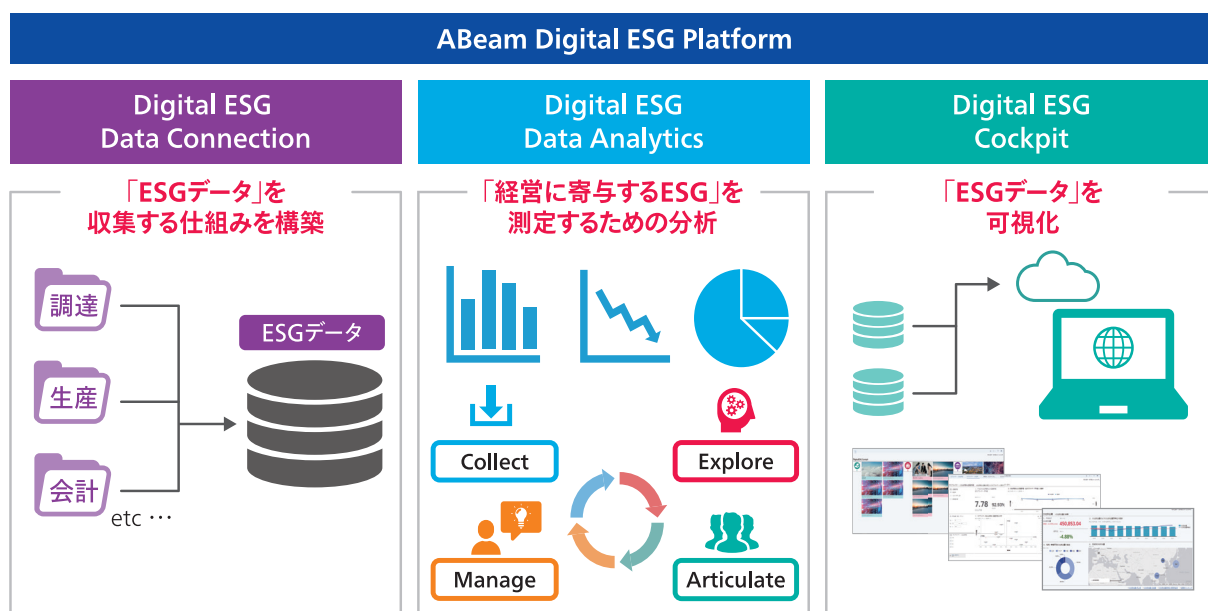 ABeam Digital ESG Platform
Digital ESG
Data Connection
「ESGデータ」を
収集する仕組みを構築
調達
生産
会計
etc …
ESGデータ
Digital ESG
Data Analytics
「経営に寄与するESG」を
測定するための分析
Collect
Explore
Manage
Articulate
Digital ESG
Cockpit
「ESGデータ」を
可視化
7.78